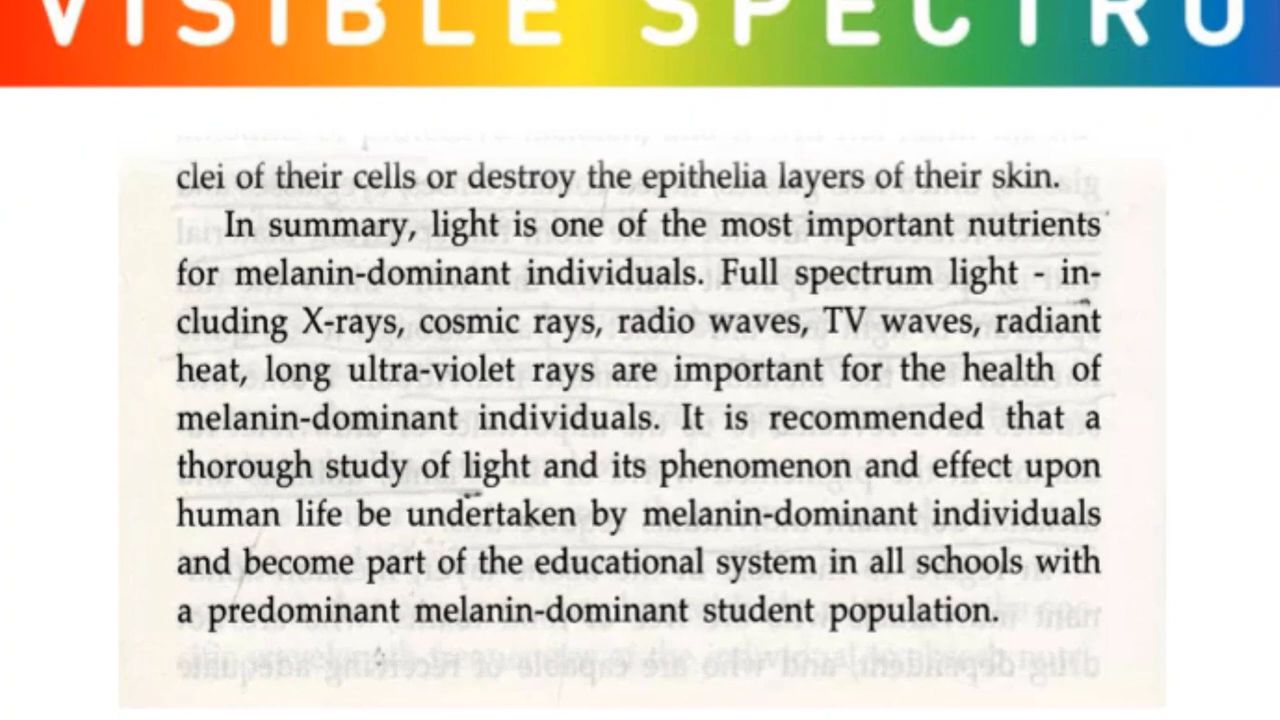 VISIBLE SPECTRU
clei of their cells or destroy the epithelia layers of their skin.
In summary, light is one of the most important nutrients
for melanin-dominant individuals. Full spectrum light - in-
cluding X-rays, cosmic rays, radio waves, TV waves, radiant
heat, long ultra-violet rays are important for the health of
melanin-dominant individuals. It is recommended that a
thorough study of light and its phenomenon and effect upon
human life be undertaken by melanin-dominant individuals
and become part of the educational system in all schools with
a predominant melanin-dominant student population.